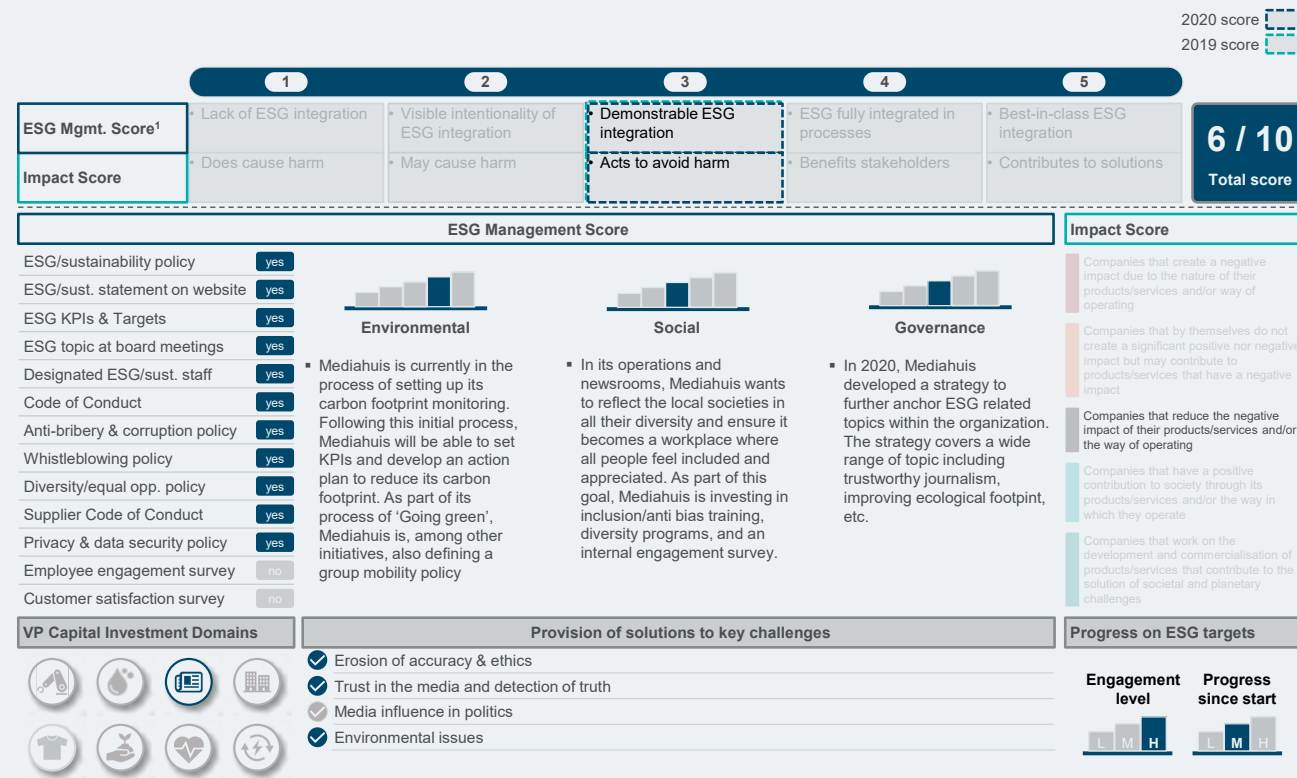 2020 score
2019 score
1 2 3 4 5
ESG Mgmt. Score¹
• Lack of ESG integration
• Visible intentionality of
ESG integration
• Demonstrable ESG
integration
• ESG fully integrated in
processes
• Best-in-class ESG
integration
Impact Score
• Does cause harm
• May cause harm
• Acts to avoid harm
• Benefits stakeholders
• Contributes to solutions
6 / 10
Total score
ESG Management Score
ESG/sustainability policy yes
ESG/sust. statement on website yes
ESG KPIs & Targets yes
ESG topic at board meetings yes
Designated ESG/sust. staff yes
Code of Conduct yes
Anti-bribery & corruption policy yes
Whistleblowing policy yes
Diversity/equal opp. policy yes
Supplier Code of Conduct yes
Privacy & data security policy yes
Employee engagement survey no
Customer satisfaction survey no
Environmental
▪ Mediahuis is currently in the
process of setting up its
carbon footprint monitoring.
Following this initial process,
Mediahuis will be able to set
KPIs and develop an action
plan to reduce its carbon
footprint. As part of its
process of ‘Going green’,
Mediahuis is, among other
initiatives, also defining a
group mobility policy
Social
▪ In its operations and
newsrooms, Mediahuis wants
to reflect the local societies in
all their diversity and ensure it
becomes a workplace where
all people feel included and
appreciated. As part of this
goal, Mediahuis is investing in
inclusion/anti bias training,
diversity programs, and an
internal engagement survey.
Governance
▪ In 2020, Mediahuis
developed a strategy to
further anchor ESG related
topics within the organization.
The strategy covers a wide
range of topic including
trustworthy journalism,
improving ecological footpint,
etc.
Impact Score
Companies that create a negative
impact due to the nature of their
products/services and/or way of
operating
Companies that by themselves do not
create a significant positive nor negative
impact but may contribute to
products/services that have a negative
impact
Companies that reduce the negative
impact of their products/services and/or
the way of operating
Companies that have a positive
contribution to society through its
products/services and/or the way in
which they operate
Companies that work on the
development and commercialisation of
products/services that contribute to the
solution of societal and planetary
challenges
VP Capital Investment Domains
Provision of solutions to key challenges
Erosion of accuracy & ethics
Trust in the media and detection of truth
Media influence in politics
Environmental issues
Progress on ESG targets
Engagement
level
L M H
Progress
since start
L M H